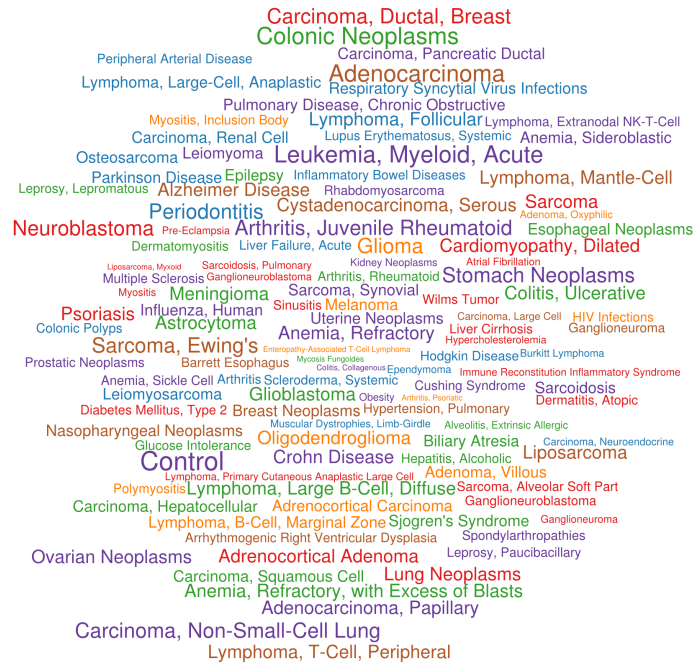 Carcinoma, Ductal, Breast
Colonic Neoplasms
Peripheral Arterial Disease
Carcinoma, Pancreatic Ductal
Adenocarcinoma
Lymphoma, Large-Cell, Anaplastic
Respiratory Syncytial Virus Infections
Pulmonary Disease, Chronic Obstructive
Myositis, Inclusion Body
Lymphoma, Follicular
Lymphoma, Extranodal NK-T-Cell
Carcinoma, Renal Cell
Lupus Erythematosus, Systemic
Anemia, Sideroblastic
Osteosarcoma
Leiomyoma
Leukemia, Myeloid, Acute
Parkinson Disease
Epilepsy
Inflammatory Bowel Diseases
Lymphoma, Mantle-Cell
Leprosy, Lepromatous
Alzheimer Disease
Rhabdomyosarcoma
Periodontitis
Cystadenocarcinoma, Serous
Sarcoma
Adenoma, Oxyphilic
Neuroblastoma
Pre-Eclampsia
Arthritis, Juvenile Rheumatoid
Esophageal Neoplasms
Dermatomyositis
Liver Failure, Acute
Glioma
Cardiomyopathy, Dilated
Liposarcoma, Myxoid
Sarcoidosis, Pulmonary
Kidney Neoplasms
Atrial Fibrillation
Multiple Sclerosis
Ganglioneuroblastoma
Arthritis, Rheumatoid
Stomach Neoplasms
Myositis
Meningioma
Sarcoma, Synovial
Colitis, Ulcerative
Psoriasis
Influenza, Human
Sinusitis
Melanoma
Wilms Tumor
Colonic Polyps
Astrocytoma
Uterine Neoplasms
Carcinoma, Large Cell
HIV Infections
Anemia, Refractory
Liver Cirrhosis
Ganglioneuroma
Sarcoma, Ewing's
Hypercholesterolemia
Enteropathy-Associated T-Cell Lymphoma
Prostatic Neoplasms
Barrett Esophagus
Mycosis Fungoides
Hodgkin Disease
Burkitt Lymphoma
Colitis, Collagenous
Ependymoma
Immune Reconstitution Inflammatory Syndrome
Anemia, Sickle Cell
Arthritis
Scleroderma, Systemic
Cushing Syndrome
Sarcoidosis
Leiomyosarcoma
Glioblastoma
Obesity
Arthritis, Psoriatic
Dermatitis, Atopic
Diabetes Mellitus, Type 2
Breast Neoplasms
Hypertension, Pulmonary
Nasopharyngeal Neoplasms
Muscular Dystrophies, Limb-Girdle
Alveolitis, Extrinsic Allergic
Glucose Intolerance
Oligodendroglioma
Biliary Atresia
Carcinoma, Neuroendocrine
Control
Crohn Disease
Hepatitis, Alcoholic
Liposarcoma
Lymphoma, Primary Cutaneous Anaplastic Large Cell
Adenoma, Villous
Polymyositis
Lymphoma, Large B-Cell, Diffuse
Sarcoma, Alveolar Soft Part
Carcinoma, Hepatocellular
Adrenocortical Carcinoma
Ganglioneuroblastoma
Lymphoma, B-Cell, Marginal Zone
Sjogren's Syndrome
Ganglioneuroma
Arrhythmogenic Right Ventricular Dysplasia
Spondylarthropathies
Ovarian Neoplasms
Adrenocortical Adenoma
Leprosy, Paucibacillary
Carcinoma, Squamous Cell
Lung Neoplasms
Anemia, Refractory, with Excess of Blasts
Adenocarcinoma, Papillary
Carcinoma, Non-Small-Cell Lung
Lymphoma, T-Cell, Peripheral